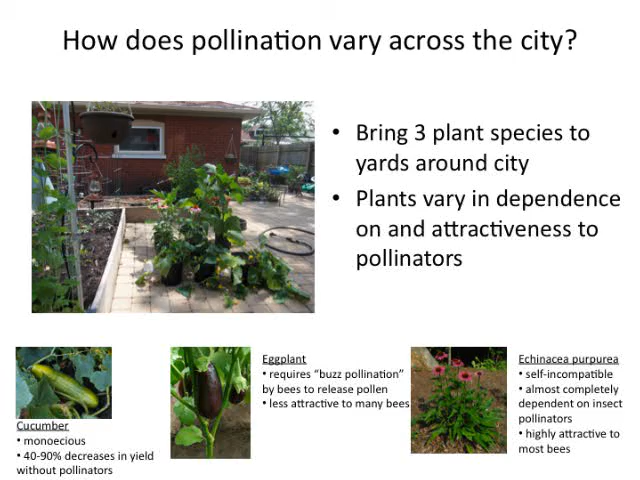 How does pollination vary across the city?
• Bring 3 plant species to
yards around city
• Plants vary in dependence
on and attractiveness to
pollinators
Cucumber
• monoecious
• 40-90% decreases in yield
without pollinators
Eggplant
• requires “buzz pollination”
by bees to release pollen
• less attractive to many bees
Echinacea purpurea
• self-incompatible
• almost completely
dependent on insect
pollinators
• highly attractive to
most bees